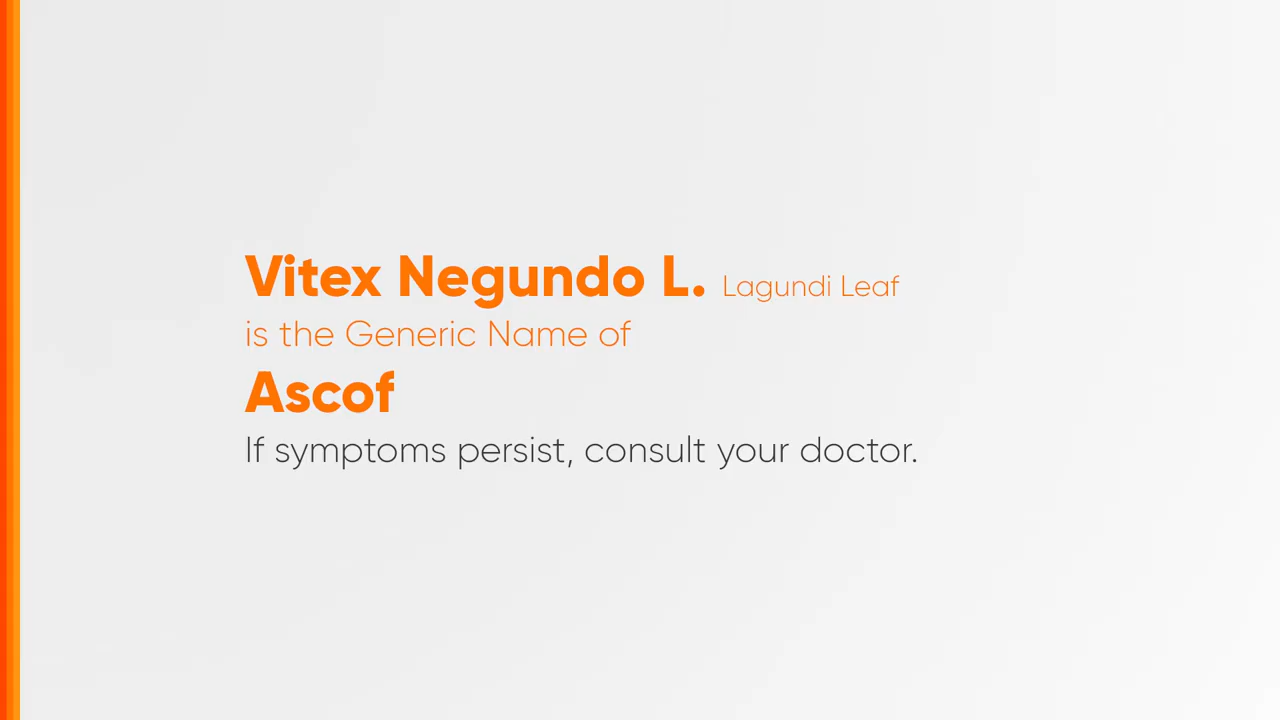 Vitex Negundo L. Lagundi Leaf
is the Generic Name of
Ascof
If symptoms persist, consult your doctor.